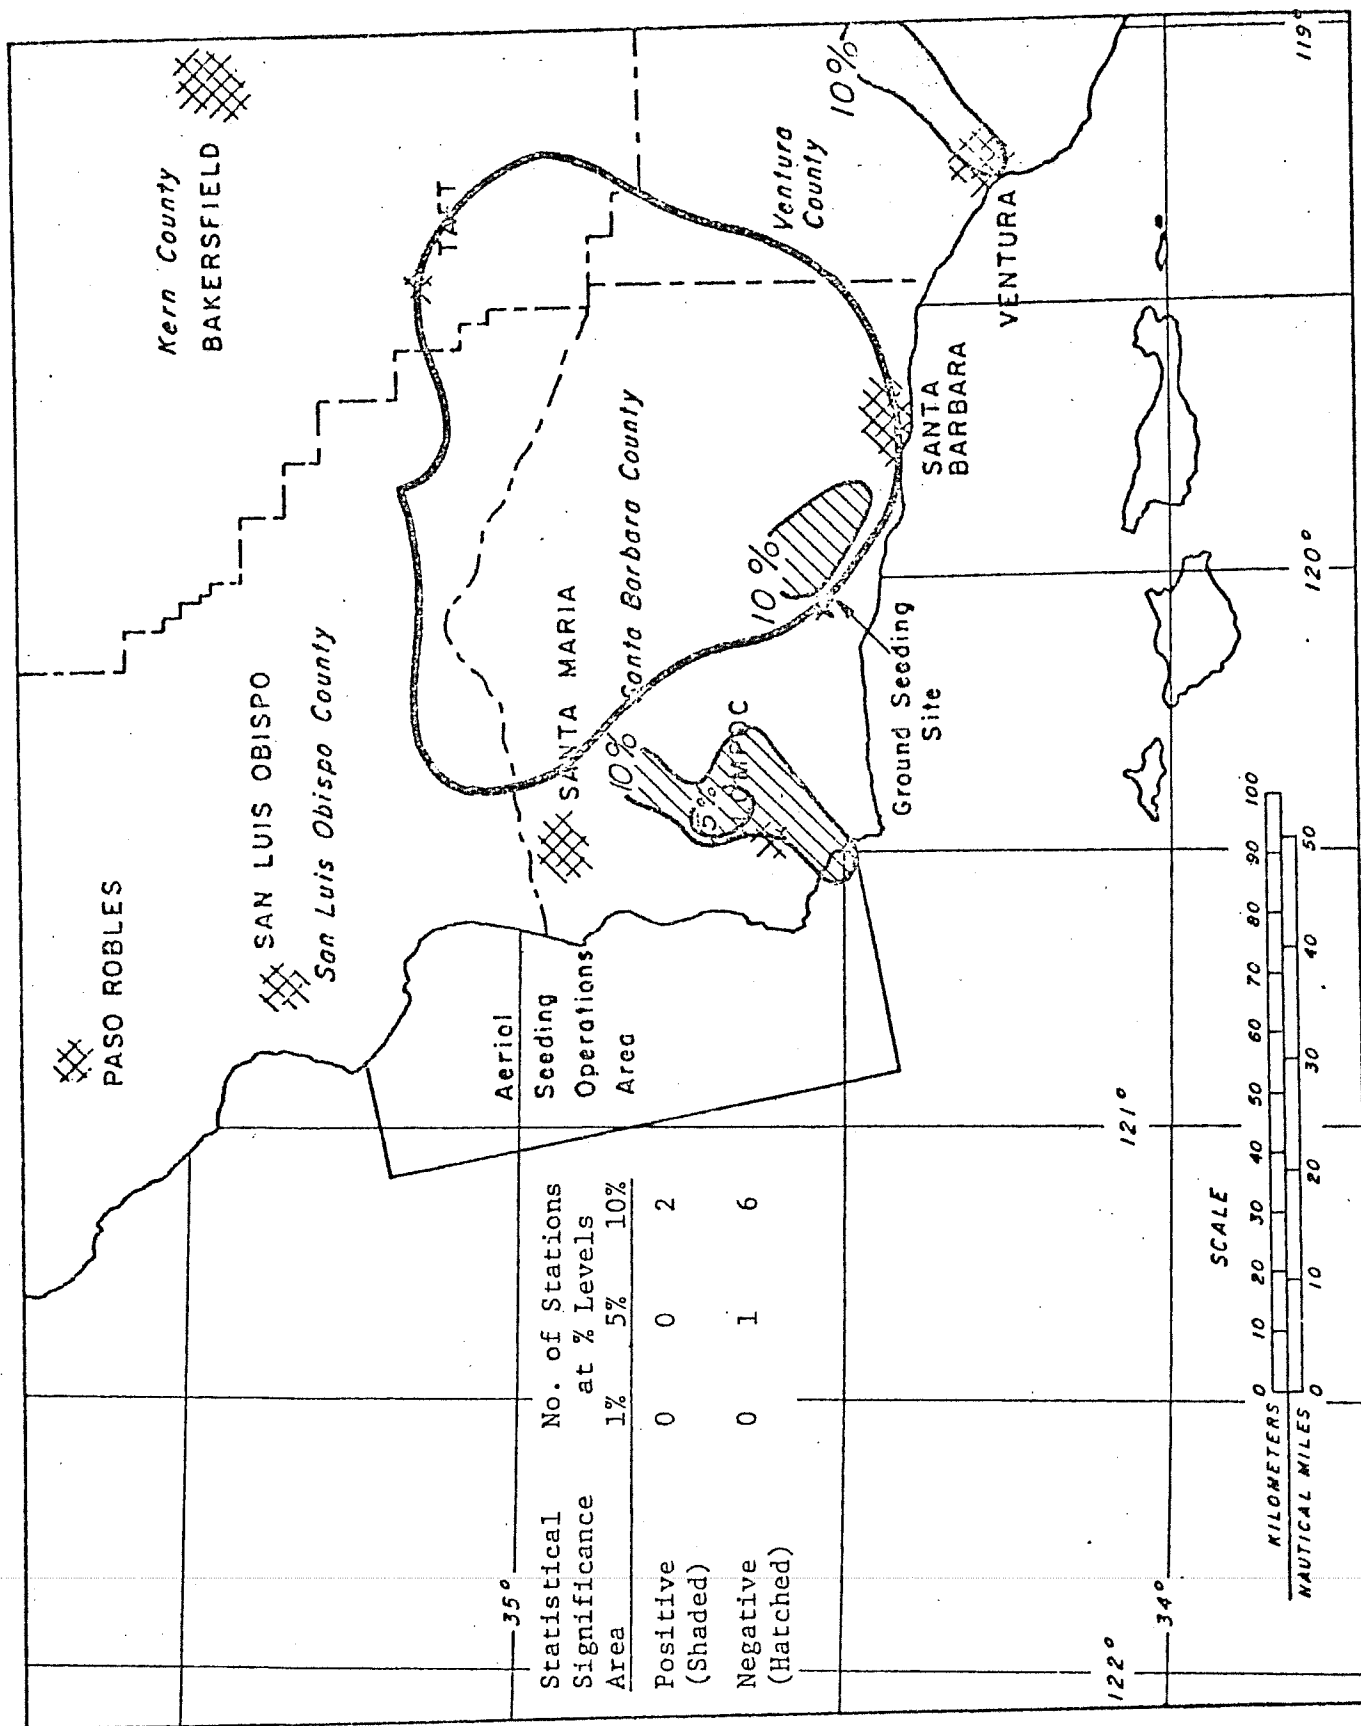 PASO ROBLES
SAN LUIS OBISPO
San Luis Obispo County
Kern County
BAKERSFIELD
TAFT
35°
Aerial
Seeding
Operations
Area
SANTA MARIA
Santa Barbara County
10%
5%
LOMPOC
10%
Ventura
County
10%
Ground Seeding
Site
SANTA
BARBARA
VENTURA
Statistical No. of Stations
Significance at % Levels
Area 1% 5% 10%
Positive 0 0 2
(Shaded)
Negative 0 1 6
(Hatched)
122°
121°
120°
119°
34°
SCALE
KILOMETERS 0 10 20 30 40 50 60 70 80 90 100
NAUTICAL MILES 0 10 20 30 40 50